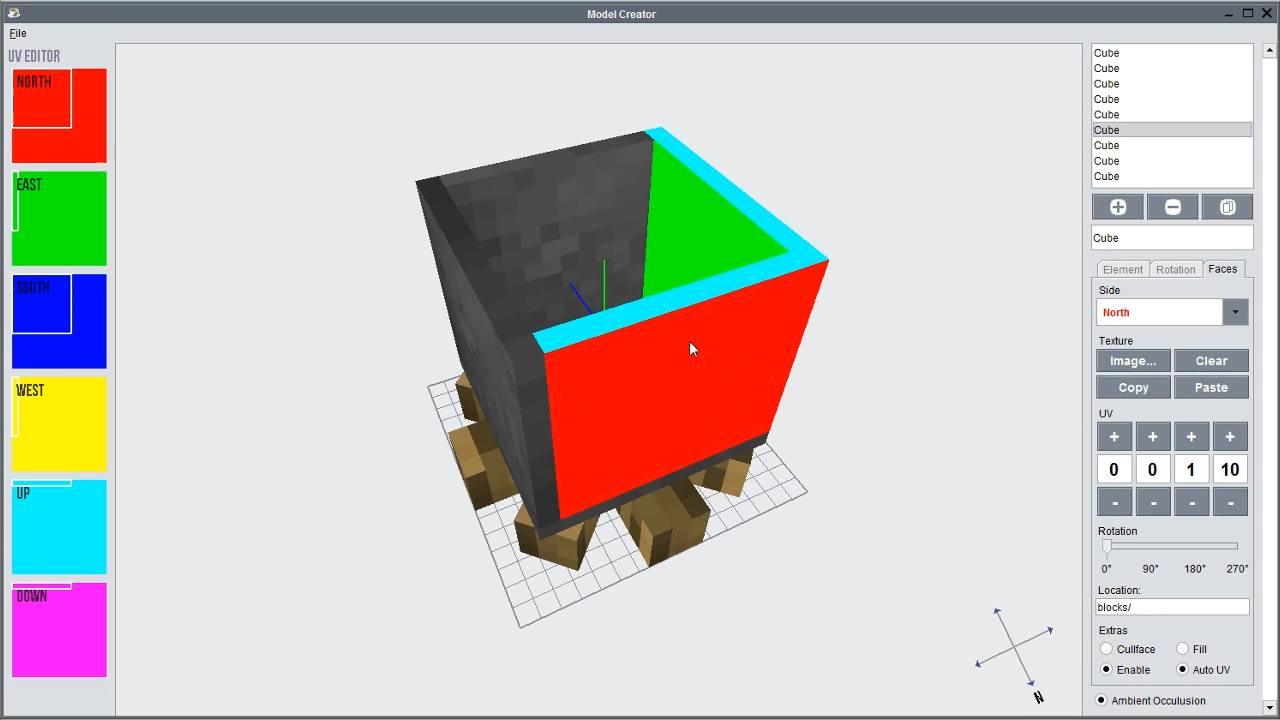 Model Creator
File
UV EDITOR
NORTH
EAST
SOUTH
WEST
UP
DOWN
Cube
Cube
Cube
Cube
Cube
Cube
Cube
Cube
Cube
Cube
Element Rotation Faces
Side
North
Texture
Image... Clear
Copy Paste
UV
+ + + +
0 0 1 10
- - - -
Rotation
0° 90° 180° 270°
Location:
blocks/
Extras
Cullface Fill
Enable Auto UV
Ambient Occulusion
N